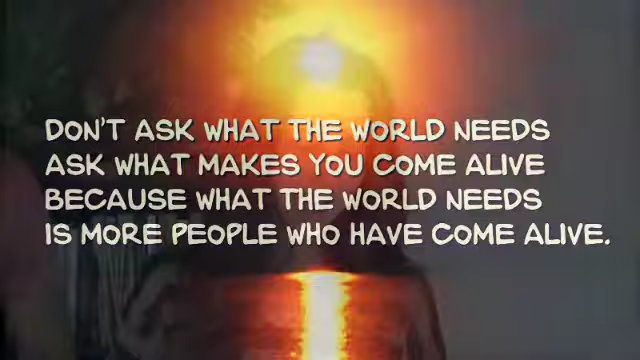 DON'T ASK WHAT THE WORLD NEEDS
ASK WHAT MAKES YOU COME ALIVE
BECAUSE WHAT THE WORLD NEEDS
IS MORE PEOPLE WHO HAVE COME ALIVE.